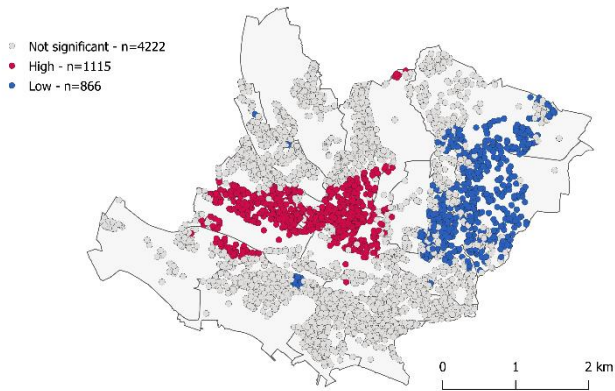 Not significant - n=4222
High - n=1115
Low - n=866
0 1 2 km